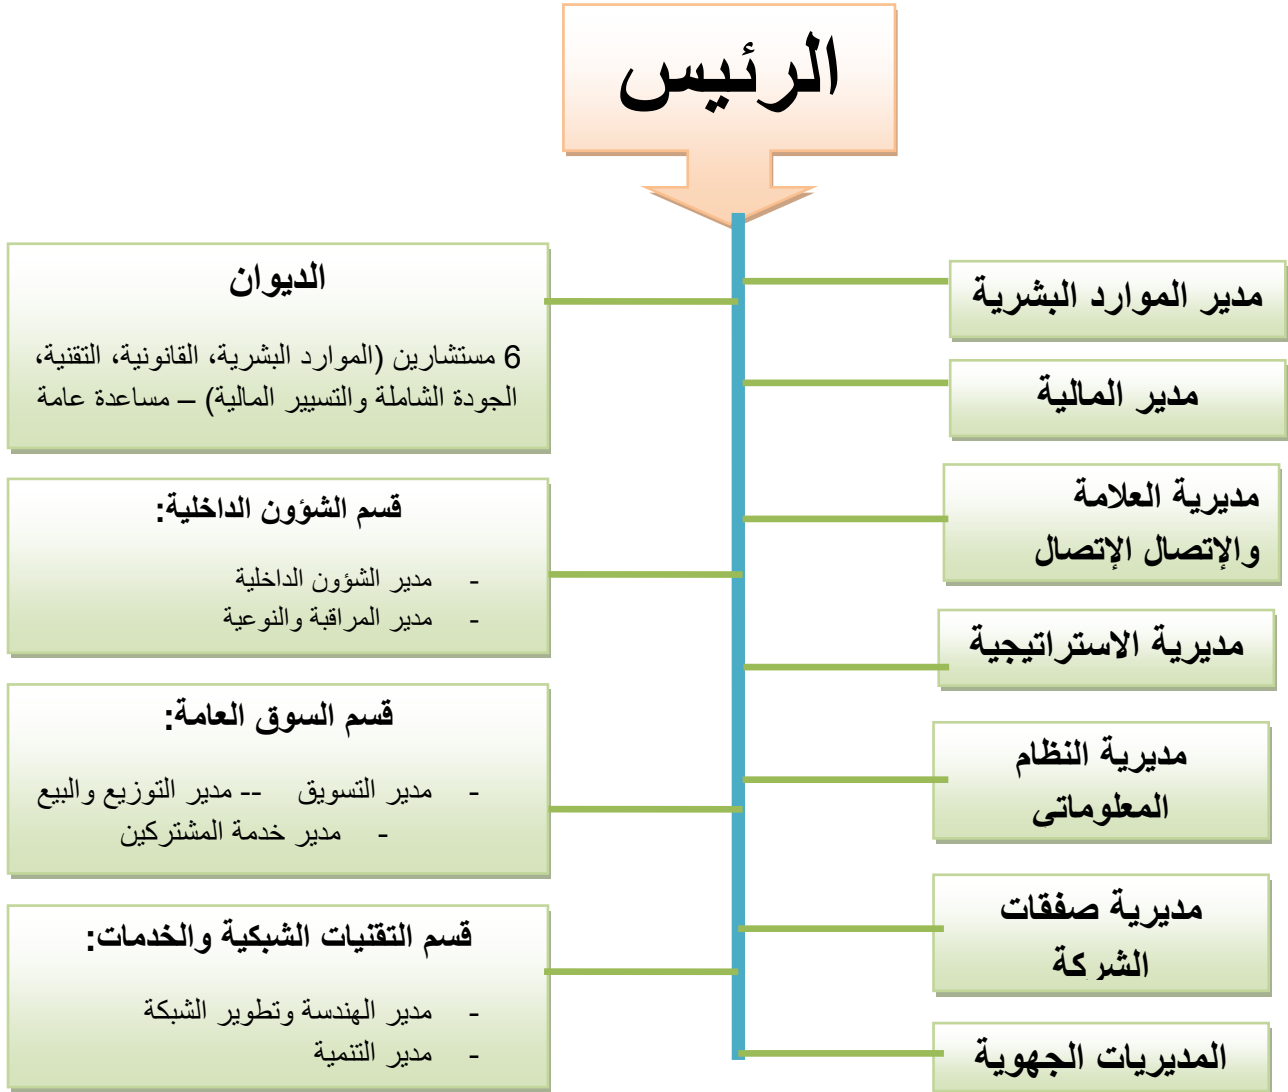 الرئيس
مدير الموارد البشرية
مدير المالية
مديرية العلامة
والإتصال الإتصال
مديرية الاستراتيجية
مديرية النظام
المعلوماتى
مديرية صفقات
الشركة
المديريات الجهوية
الديوان
6 مستشارين (الموارد البشرية، القانونية، التقنية،
الجودة الشاملة والتسيير المالية) – مساعدة عامة
قسم الشؤون الداخلية:
- مدير الشؤون الداخلية
- مدير المراقبة والنوعية
قسم السوق العامة:
- مدير التسويق -- مدير التوزيع والبيع
- مدير خدمة المشتركين
قسم التقنيات الشبكية والخدمات:
- مدير الهندسة وتطوير الشبكة
- مدير التنمية